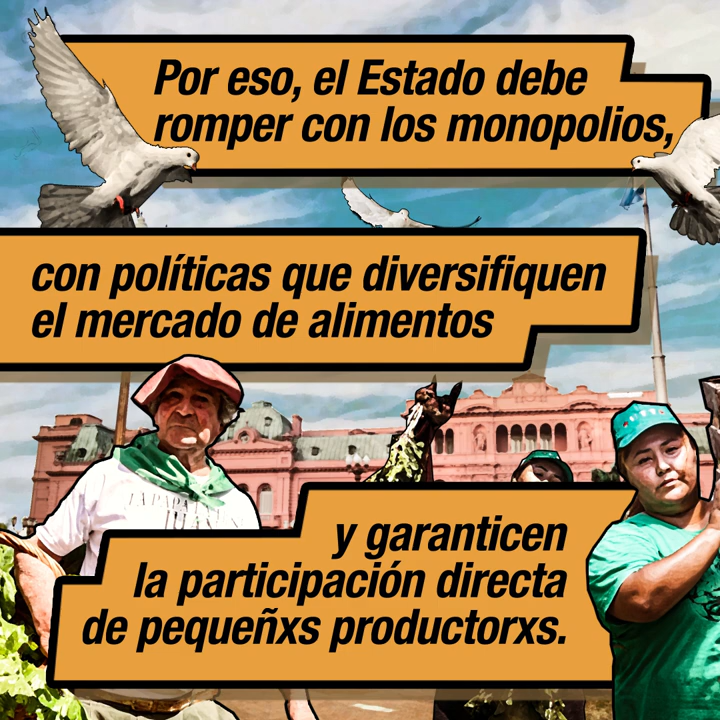 Por eso, el Estado debe
romper con los monopolios,
con políticas que diversifiquen
el mercado de alimentos
y garanticen
la participación directa
de pequeñxs productorxs.